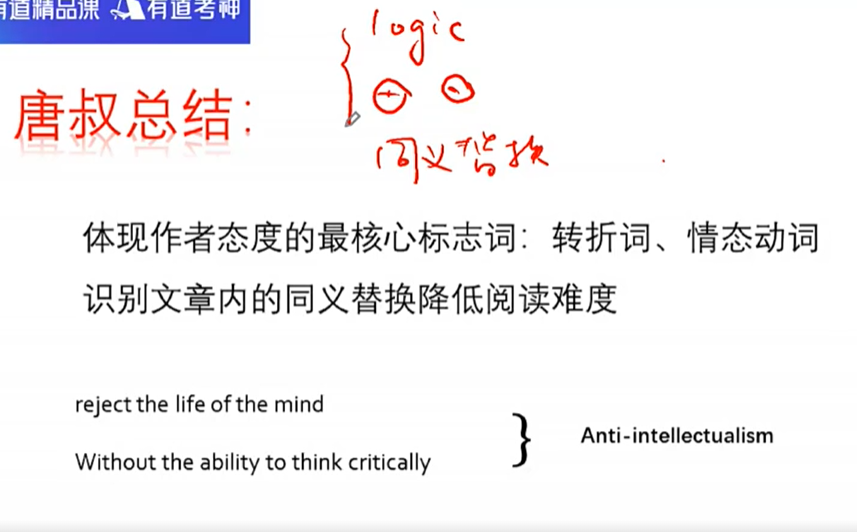 有道精品课 有道考神
logic
+ -
同义替换
唐叔总结：
体现作者态度的最核心标志词：转折词、情态动词
识别文章内的同义替换降低阅读难度
reject the life of the mind
Without the ability to think critically
} Anti-intellectualism